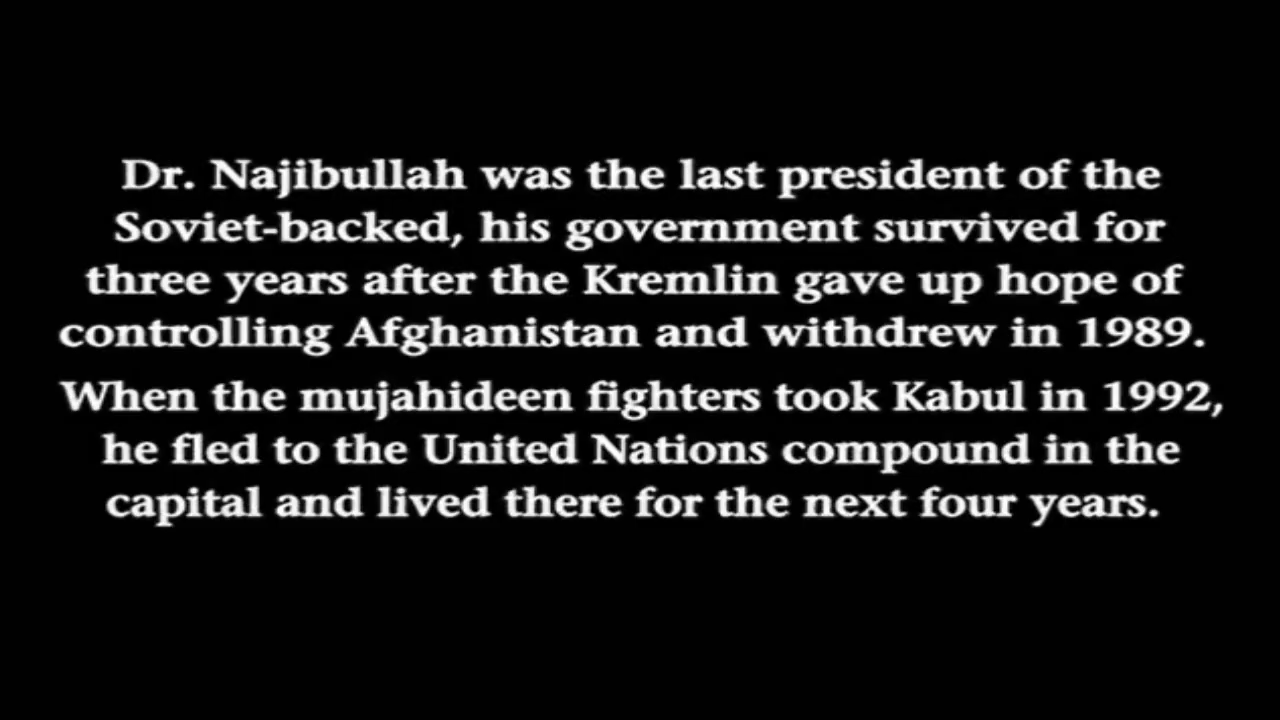 Dr. Najibullah was the last president of the
Soviet-backed, his government survived for
three years after the Kremlin gave up hope of
controlling Afghanistan and withdrew in 1989.
When the mujahideen fighters took Kabul in 1992,
he fled to the United Nations compound in the
capital and lived there for the next four years.